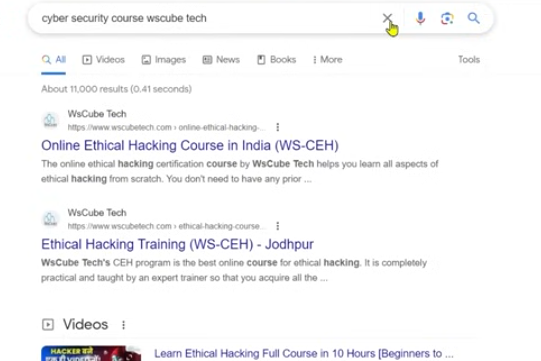 cyber security course wscube tech
All Videos Images News Books More Tools
About 11,000 results (0.41 seconds)
WsCube Tech
https://www.wscubetech.com › online-ethical-hacking-...
Online Ethical Hacking Course in India (WS-CEH)
The online ethical hacking certification course by WsCube Tech helps you learn all aspects of
ethical hacking from scratch. You don't need to have any prior ...
WsCube Tech
https://www.wscubetech.com › ethical-hacking-course...
Ethical Hacking Training (WS-CEH) - Jodhpur
WsCube Tech's CEH program is the best online course for ethical hacking. It is completely
practical and taught by an expert trainer so that you acquire all the ...
Videos
HACKER बने
Learn Ethical Hacking Full Course in 10 Hours [Beginners to ...